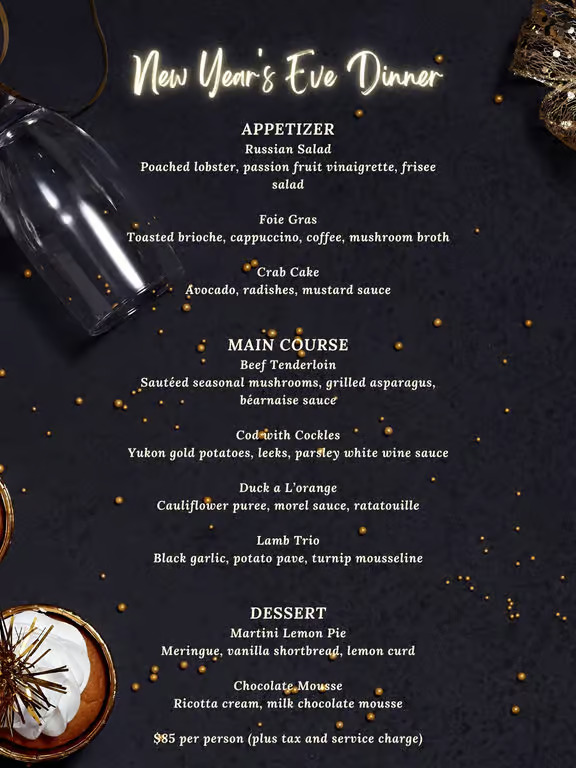 New Year's Eve Dinner
APPETIZER
Russian Salad
Poached lobster, passion fruit vinaigrette, frisee
salad
Foie Gras
Toasted brioche, cappuccino, coffee, mushroom broth
Crab Cake
Avocado, radishes, mustard sauce
MAIN COURSE
Beef Tenderloin
Sautéed seasonal mushrooms, grilled asparagus,
béarnaise sauce
Cod with Cockles
Yukon gold potatoes, leeks, parsley white wine sauce
Duck a L'orange
Cauliflower puree, morel sauce, ratatouille
Lamb Trio
Black garlic, potato pave, turnip mousseline
DESSERT
Martini Lemon Pie
Meringue, vanilla shortbread, lemon curd
Chocolate Mousse
Ricotta cream, milk chocolate mousse
$85 per person (plus tax and service charge)